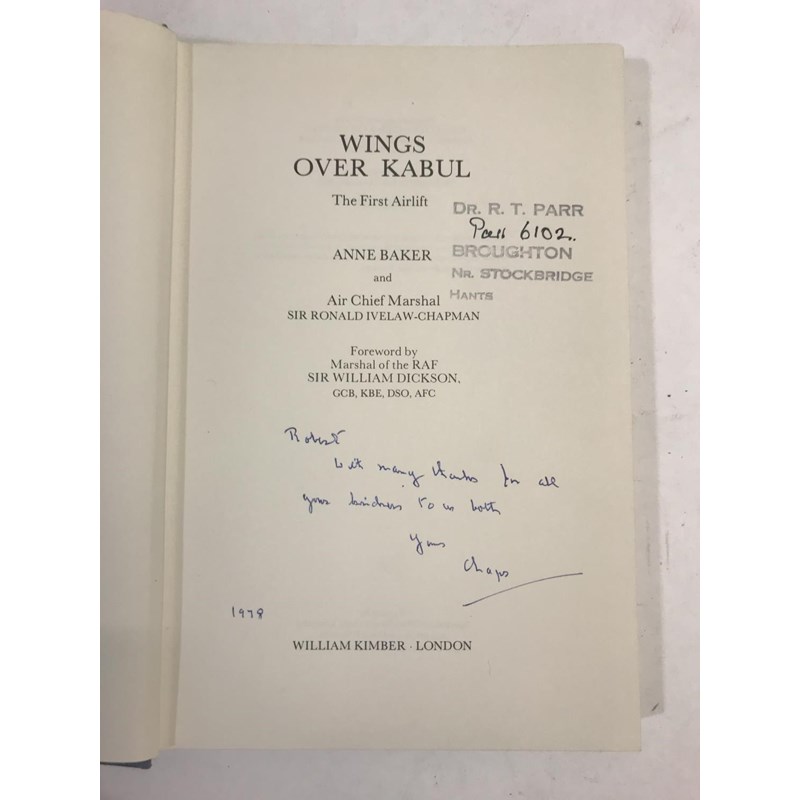 WINGS
OVER KABUL
The First Airlift
DR. R. T. PARR
Parr 6102.
BROUGHTON
NR. STOCKBRIDGE
HANTS
ANNE BAKER
and
Air Chief Marshal
SIR RONALD IVELAW-CHAPMAN
Foreword by
Marshal of the RAF
SIR WILLIAM DICKSON,
GCB, KBE, DSO, AFC
Robert
with many thanks for all
your kindness to us both
Yours
Chaps
1978
WILLIAM KIMBER · LONDON